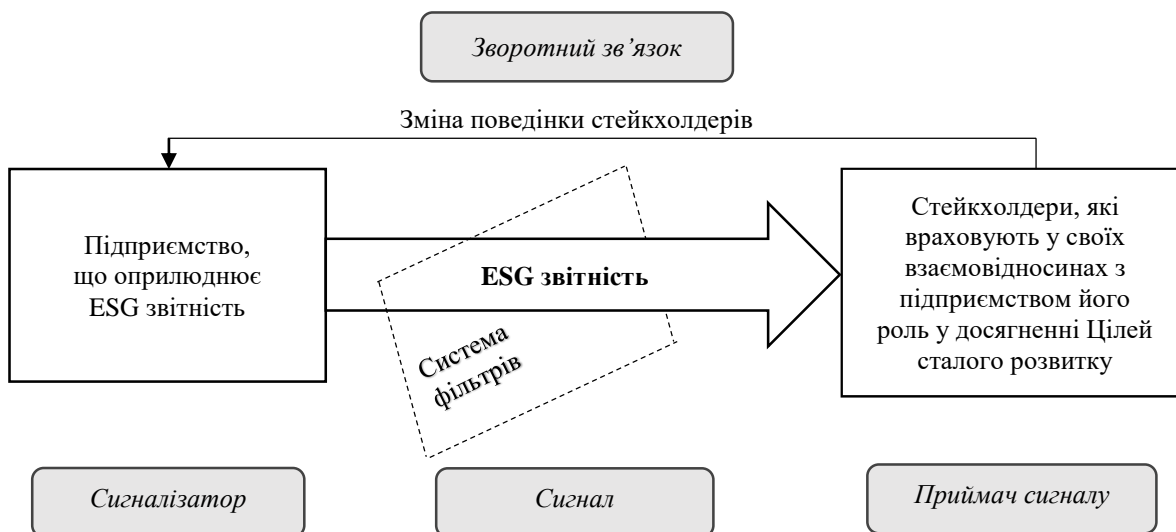 Зворотний зв’язок
Зміна поведінки стейкхолдерів
Підприємство,
що оприлюднює
ESG звітність
ESG звітність
Система
фільтрів
Стейкхолдери, які
враховують у своїх
взаємовідносинах з
підприємством його
роль у досягненні Цілей
сталого розвитку
Сигналізатор
Сигнал
Приймач сигналу